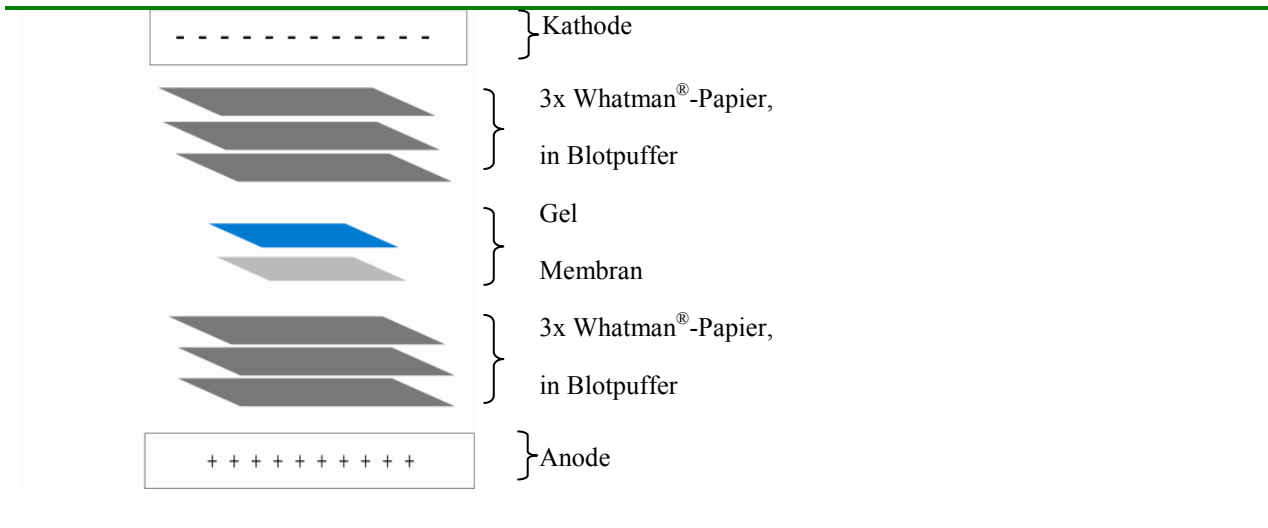 - - - - - - - - - - - -
Kathode
3x Whatman®-Papier,
in Blotpuffer
Gel
Membran
3x Whatman®-Papier,
in Blotpuffer
+ + + + + + + + + +
Anode